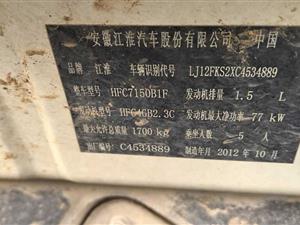 安徽江淮汽车股份有限公司 中国
品牌 江淮 车辆识别代号 LJ12FKS2XC4534889
整车型号 HFC7150B1F 发动机排量 1.5 L
发动机型号 HFC4GB2.3C 发动机最大净功率 77 kW
最大允许总质量 1700 kg 乘坐人数 5 人
出厂编号 C4534889 制造年月 2012 年 10 月